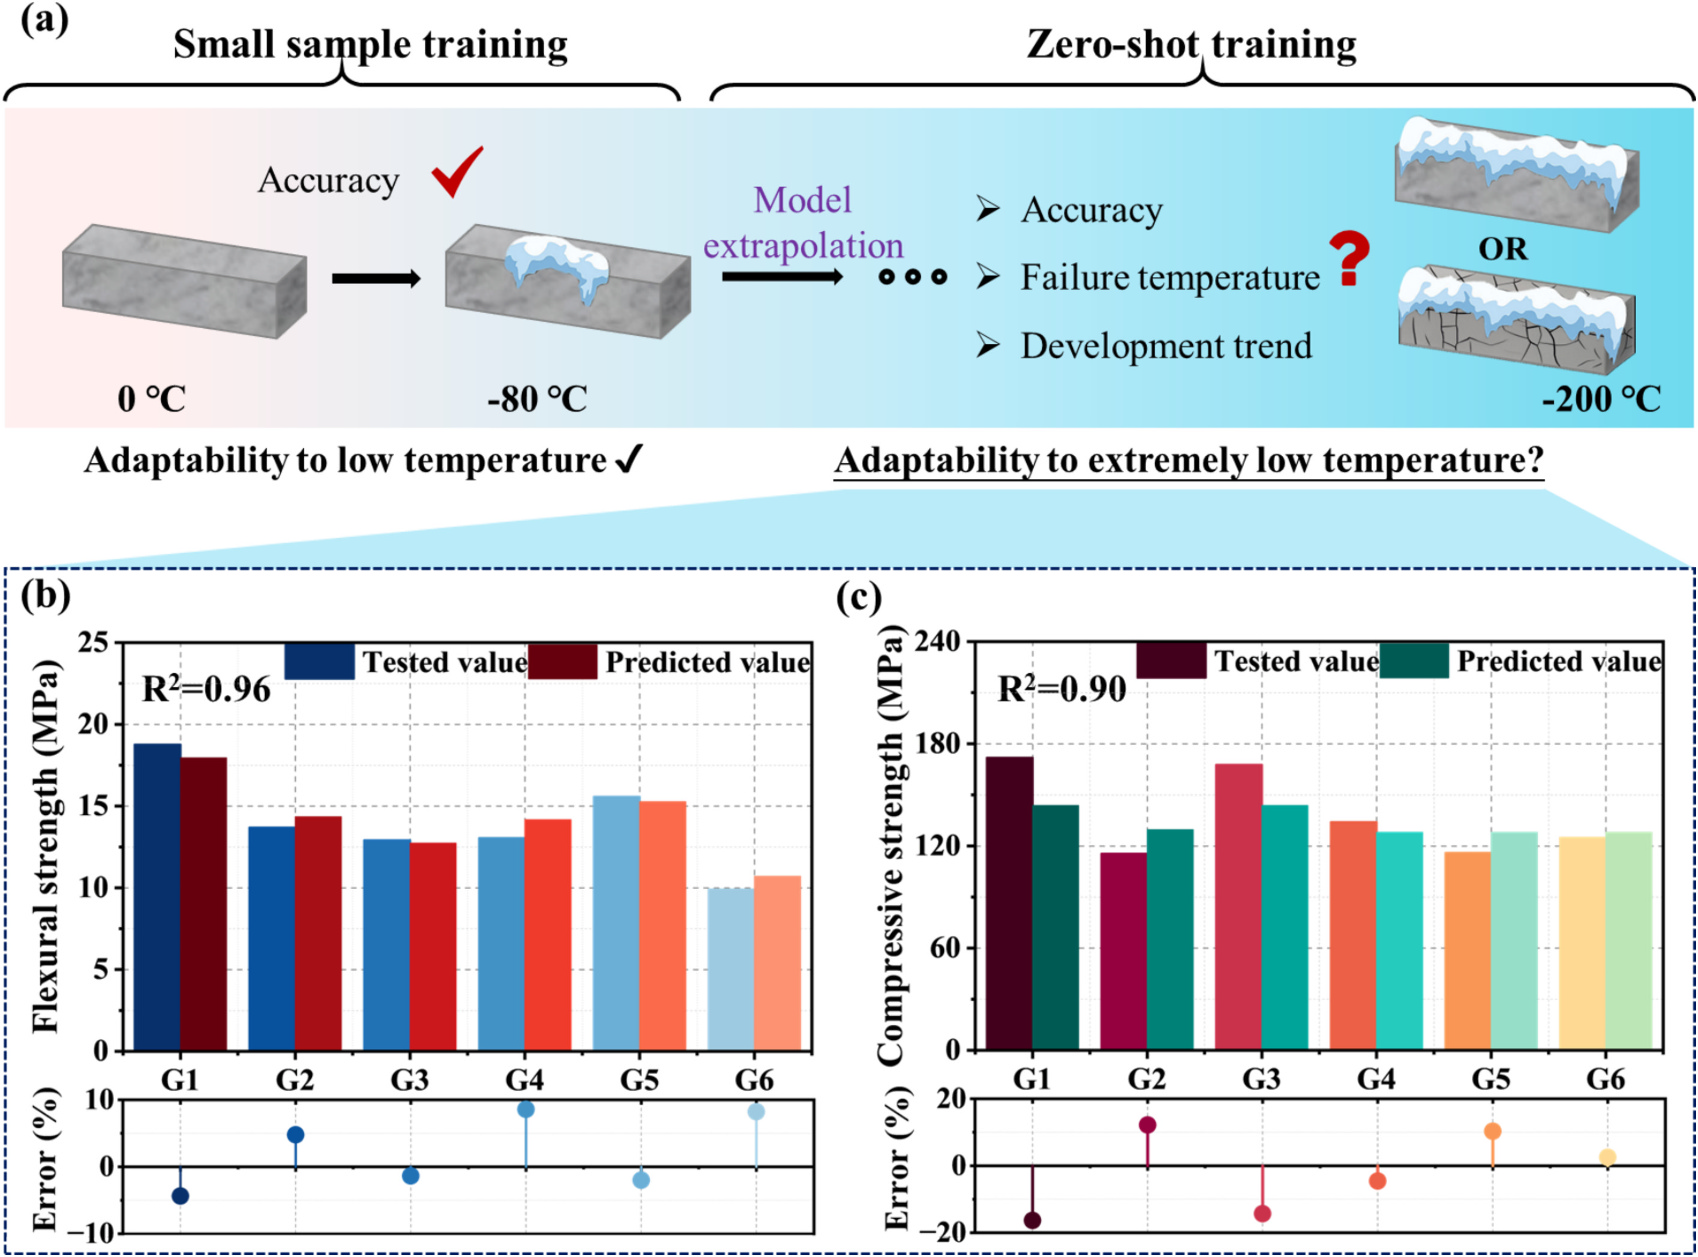 (a)
Small sample training
Zero-shot training
Accuracy
Model
extrapolation
Accuracy
Failure temperature
Development trend
?
OR
0 °C
-80 °C
-200 °C
Adaptability to low temperature ✓
Adaptability to extremely low temperature?
(b)
Flexural strength (MPa)
25
20
15
10
5
0
R²=0.96
Tested value
Predicted value
G1 G2 G3 G4 G5 G6
Error (%)
10
0
−10
(c)
Compressive strength (MPa)
240
180
120
60
0
R²=0.90
Tested value
Predicted value
G1 G2 G3 G4 G5 G6
Error (%)
20
0
−20